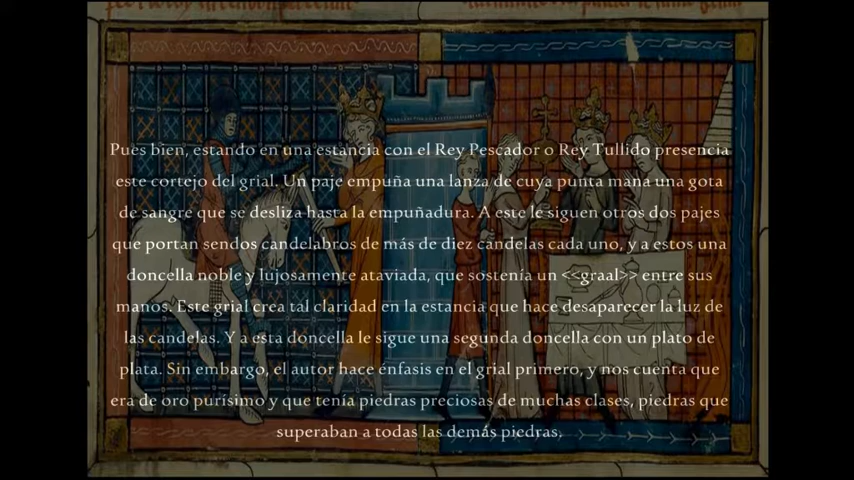 Pues bien, estando en una estancia con el Rey Pescador o Rey Tullido presencia
este cortejo del grial. Un paje empuña una lanza de cuya punta mana una gota
de sangre que se desliza hasta la empuñadura. A este le siguen otros dos pajes
que portan sendos candelabros de más de diez candelas cada uno, y a estos una
doncella noble y lujosamente ataviada, que sostenía un <<graal>> entre sus
manos. Este grial crea tal claridad en la estancia que hace desaparecer la luz de
las candelas. Y a esta doncella le sigue una segunda doncella con un plato de
plata. Sin embargo, el autor hace énfasis en el grial primero, y nos cuenta que
era de oro purísimo y que tenía piedras preciosas de muchas clases, piedras que
superaban a todas las demás piedras.